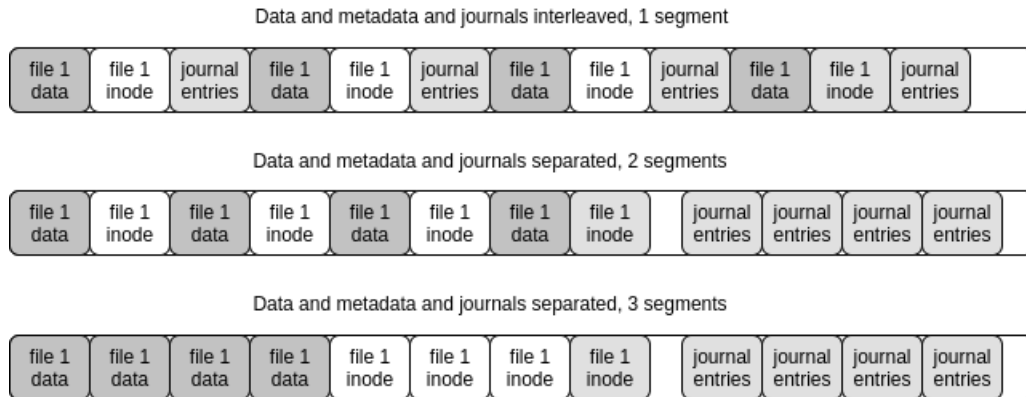 Data and metadata and journals interleaved, 1 segment
file 1 file 1 journal file 1 file 1 journal file 1 file 1 journal file 1 file 1 journal
data inode entries data inode entries data inode entries data inode entries
Data and metadata and journals separated, 2 segments
file 1 file 1 file 1 file 1 file 1 file 1 file 1 file 1 journal journal journal journal
data inode data inode data inode data inode entries entries entries entries
Data and metadata and journals separated, 3 segments
file 1 file 1 file 1 file 1 file 1 file 1 file 1 file 1 journal journal journal journal
data data data data inode inode inode inode entries entries entries entries